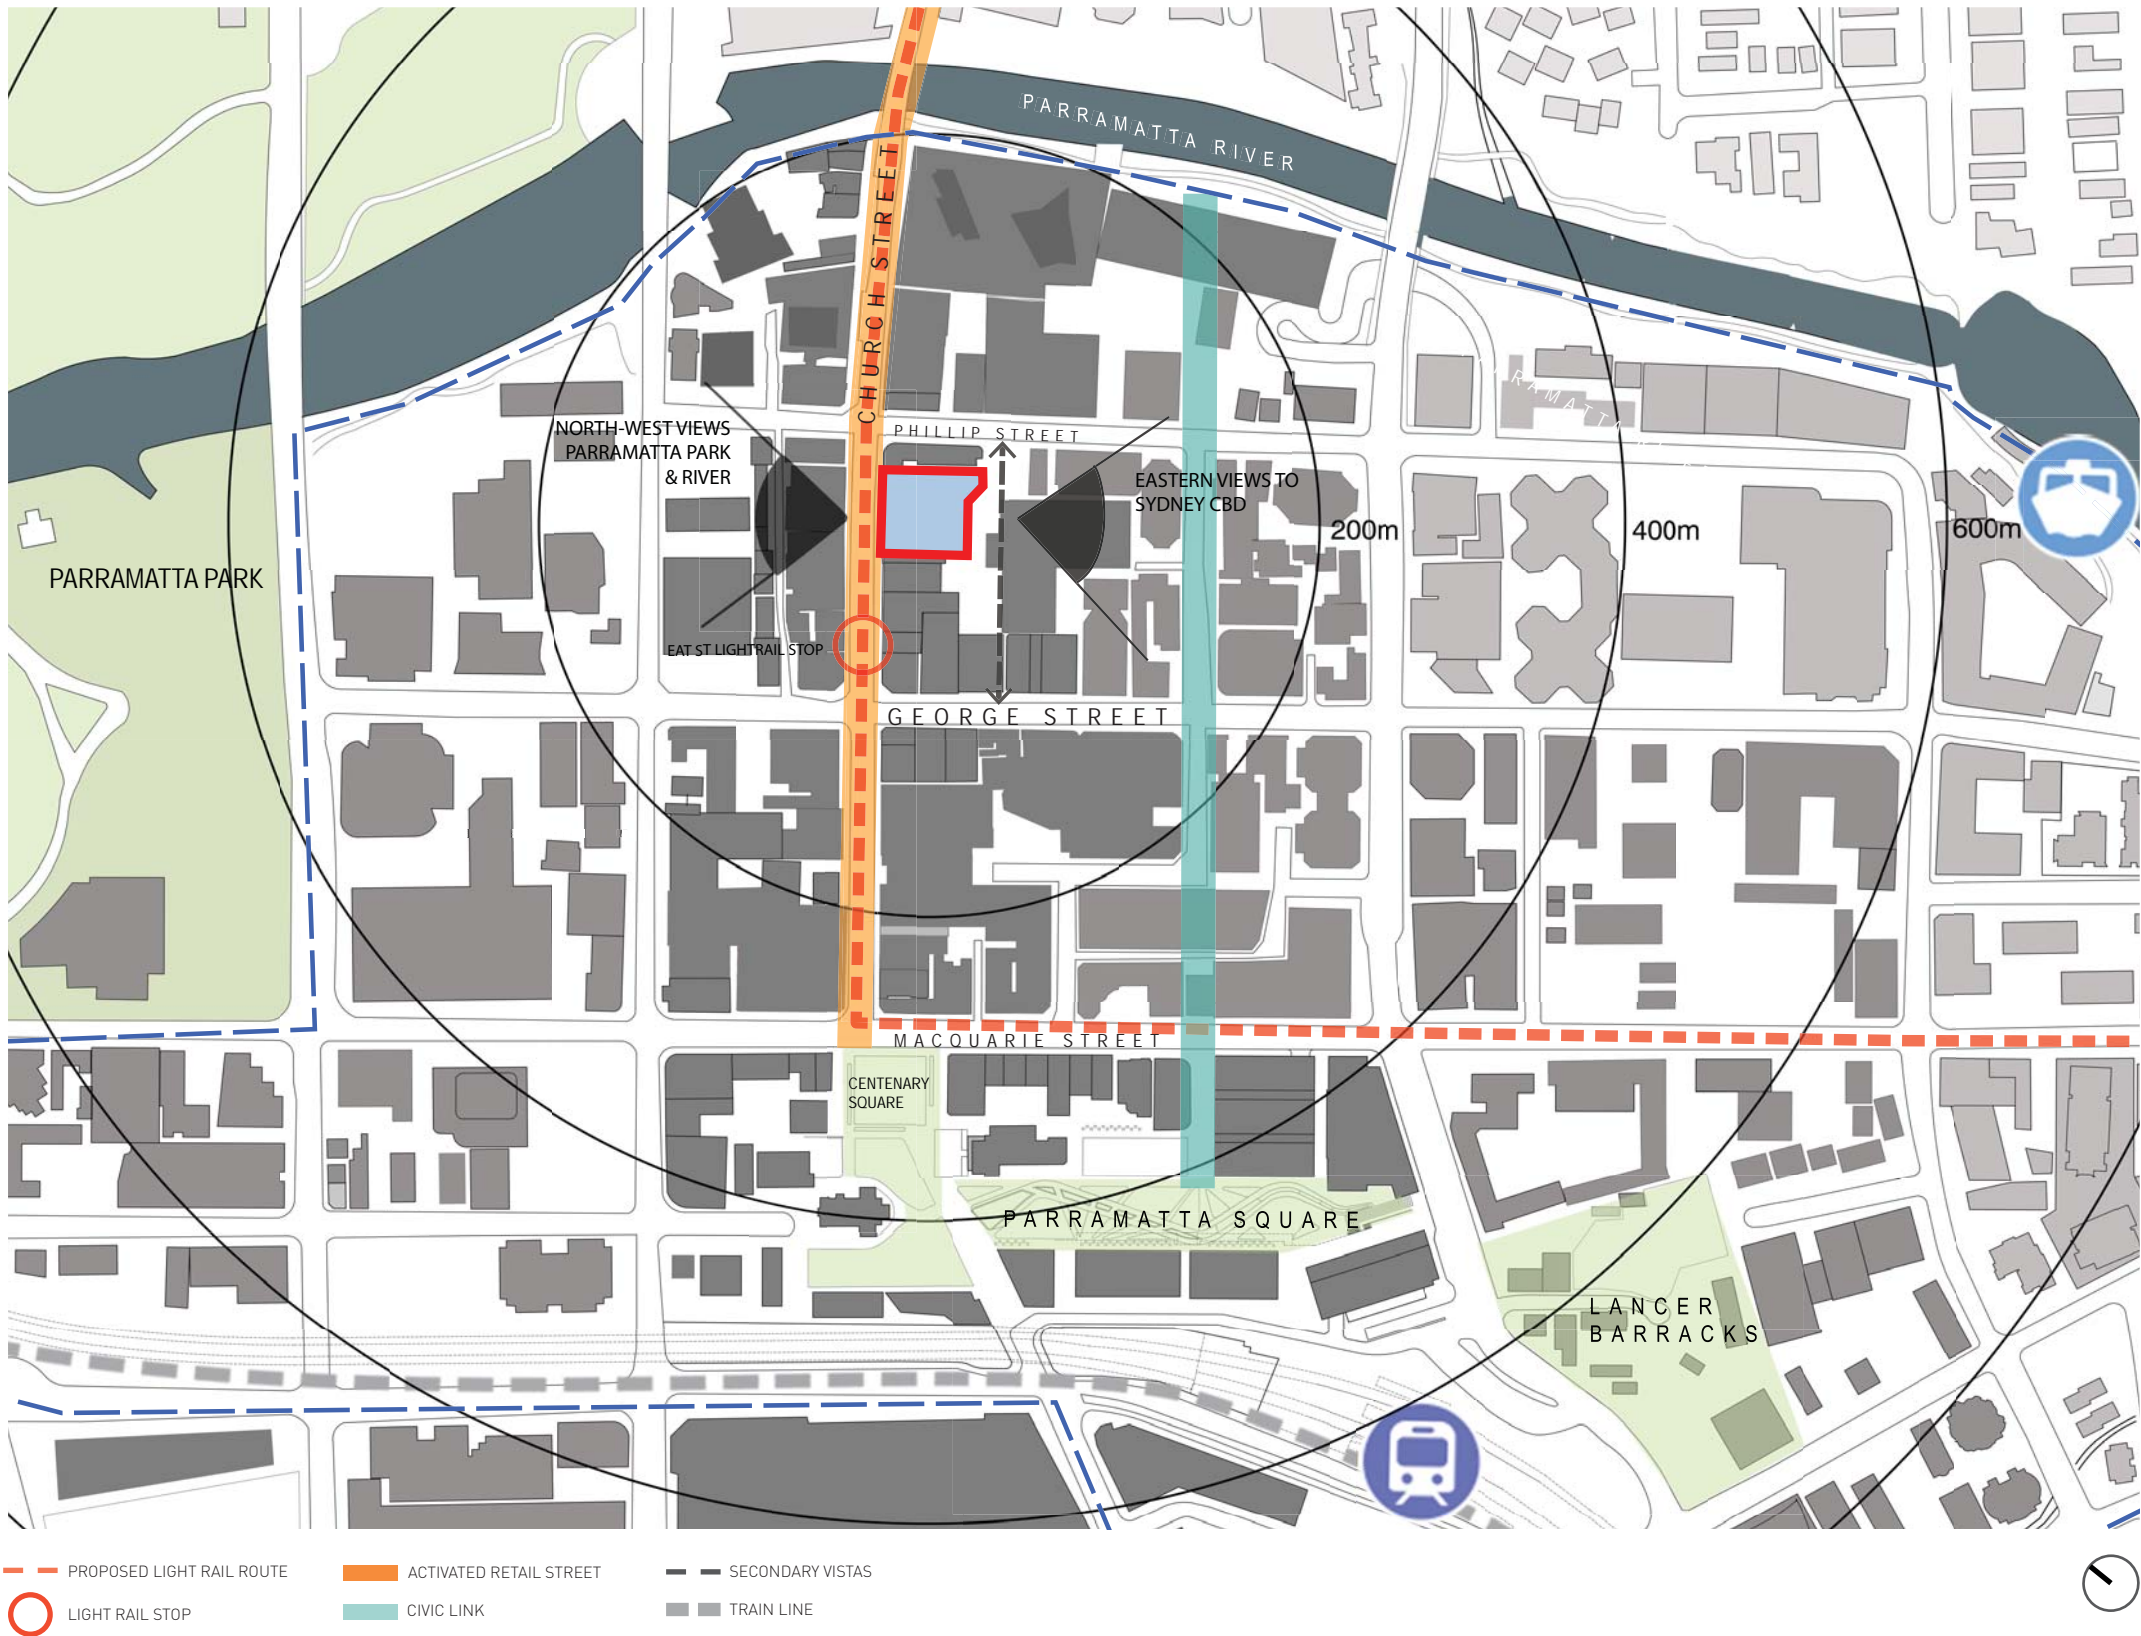 PARRAMATTA RIVER
CHURCH STREET
PHILLIP STREET
NORTH-WEST VIEWS
PARRAMATTA PARK
& RIVER
EASTERN VIEWS TO
SYDNEY CBD
200m
400m
600m
PARRAMATTA PARK
EAT ST LIGHTRAIL STOP
GEORGE STREET
MACQUARIE STREET
CENTENARY
SQUARE
PARRAMATTA SQUARE
LANCER
BARRACKS
PROPOSED LIGHT RAIL ROUTE
ACTIVATED RETAIL STREET
SECONDARY VISTAS
LIGHT RAIL STOP
CIVIC LINK
TRAIN LINE